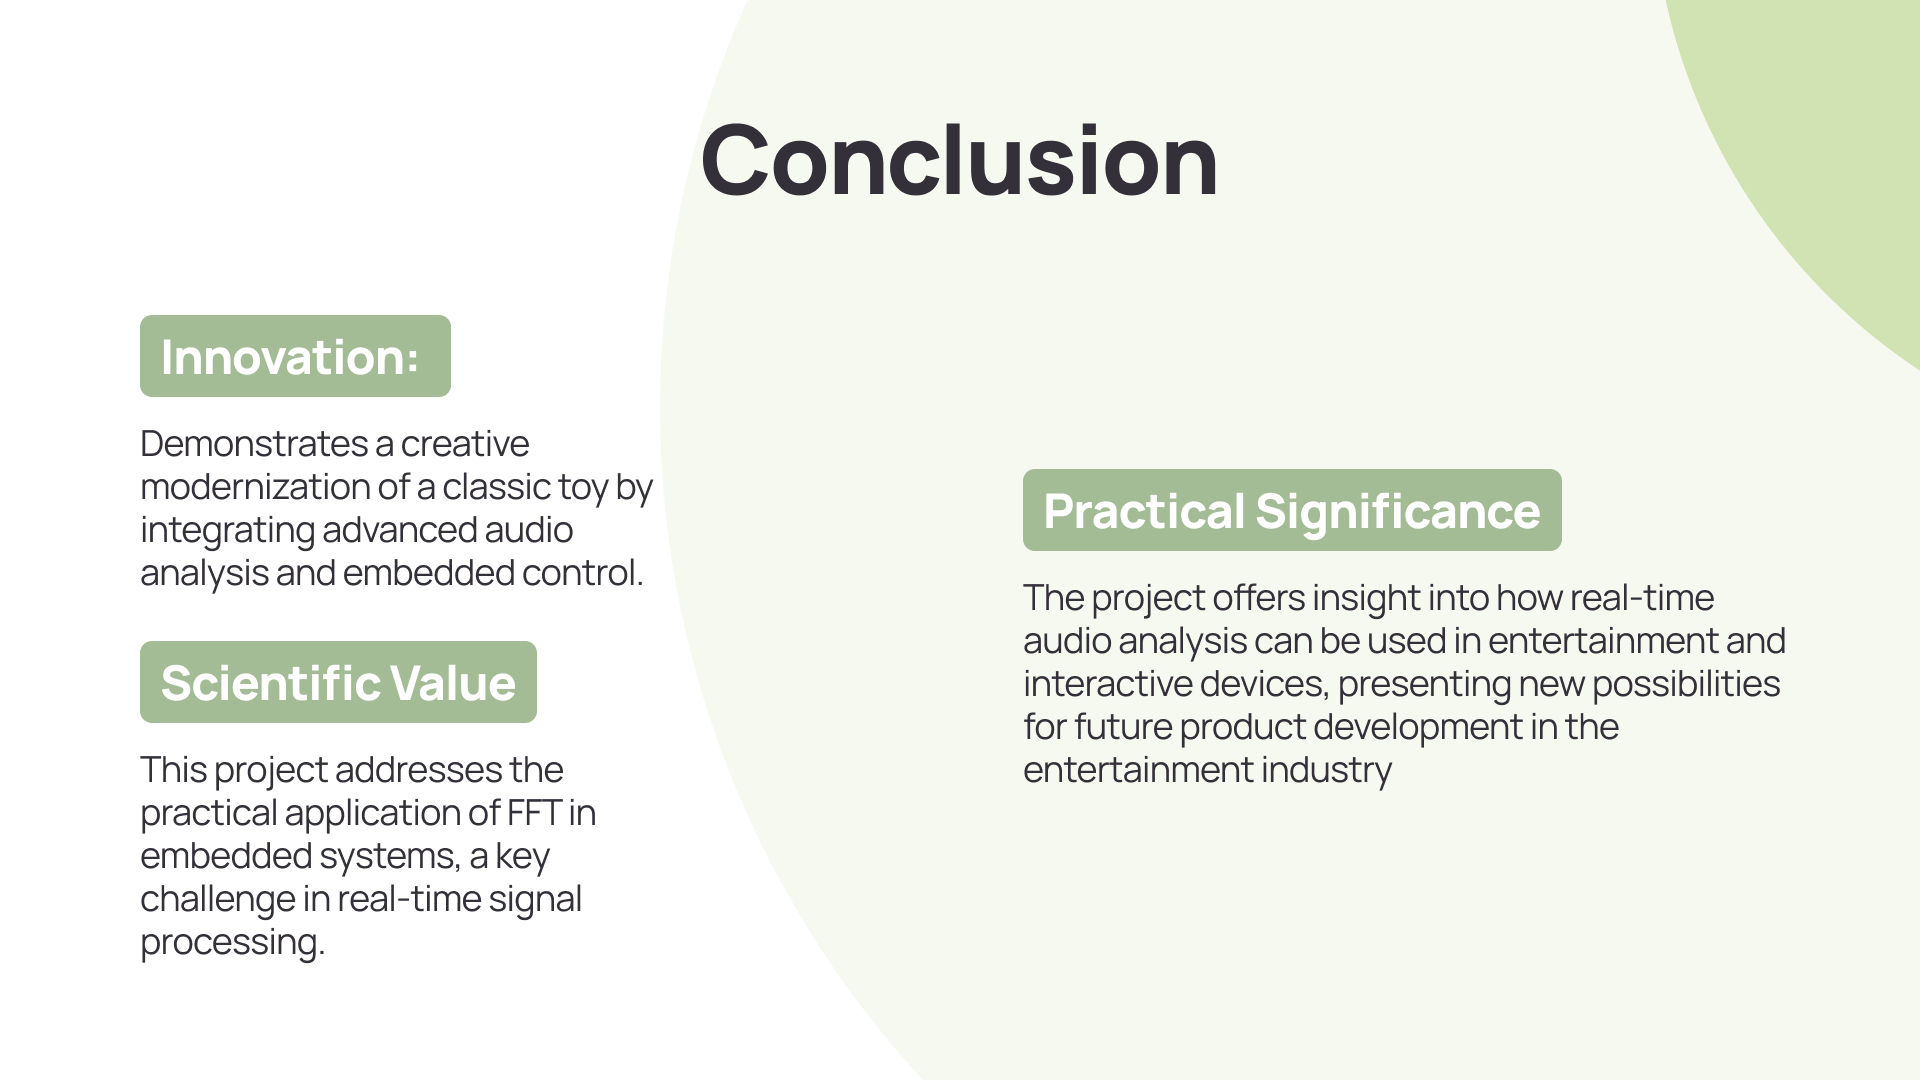 Conclusion
Innovation:
Demonstrates a creative
modernization of a classic toy by
integrating advanced audio
analysis and embedded control.
Scientific Value
This project addresses the
practical application of FFT in
embedded systems, a key
challenge in real-time signal
processing.
Practical Significance
The project offers insight into how real-time
audio analysis can be used in entertainment and
interactive devices, presenting new possibilities
for future product development in the
entertainment industry